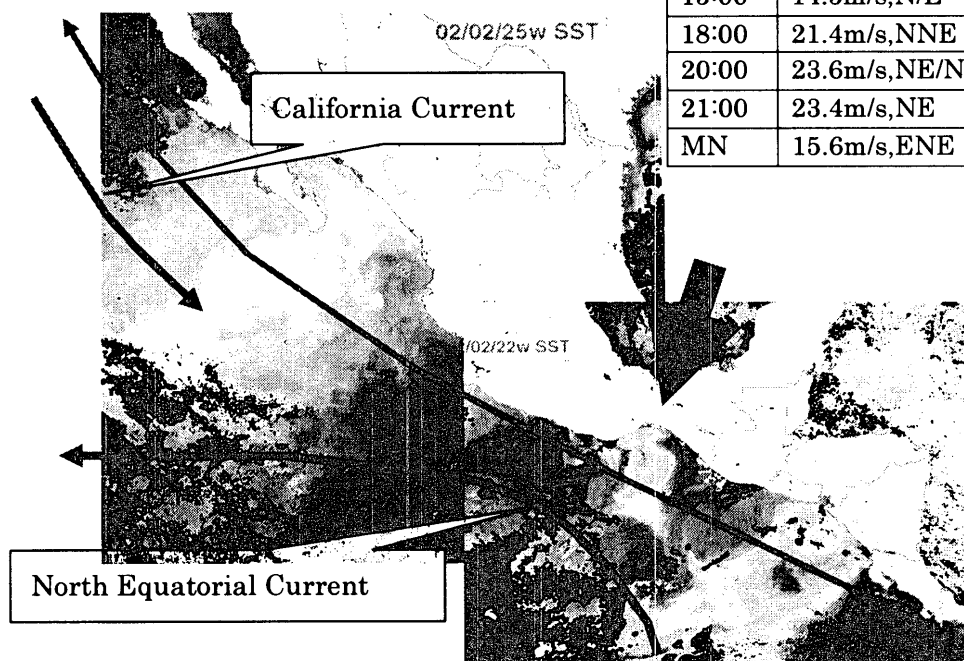 02/02/25w SST
18:00 21.4m/s,NNE
20:00 23.6m/s,NE/N
21:00 23.4m/s,NE
MN 15.6m/s,ENE
California Current
/02/22w SST
North Equatorial Current